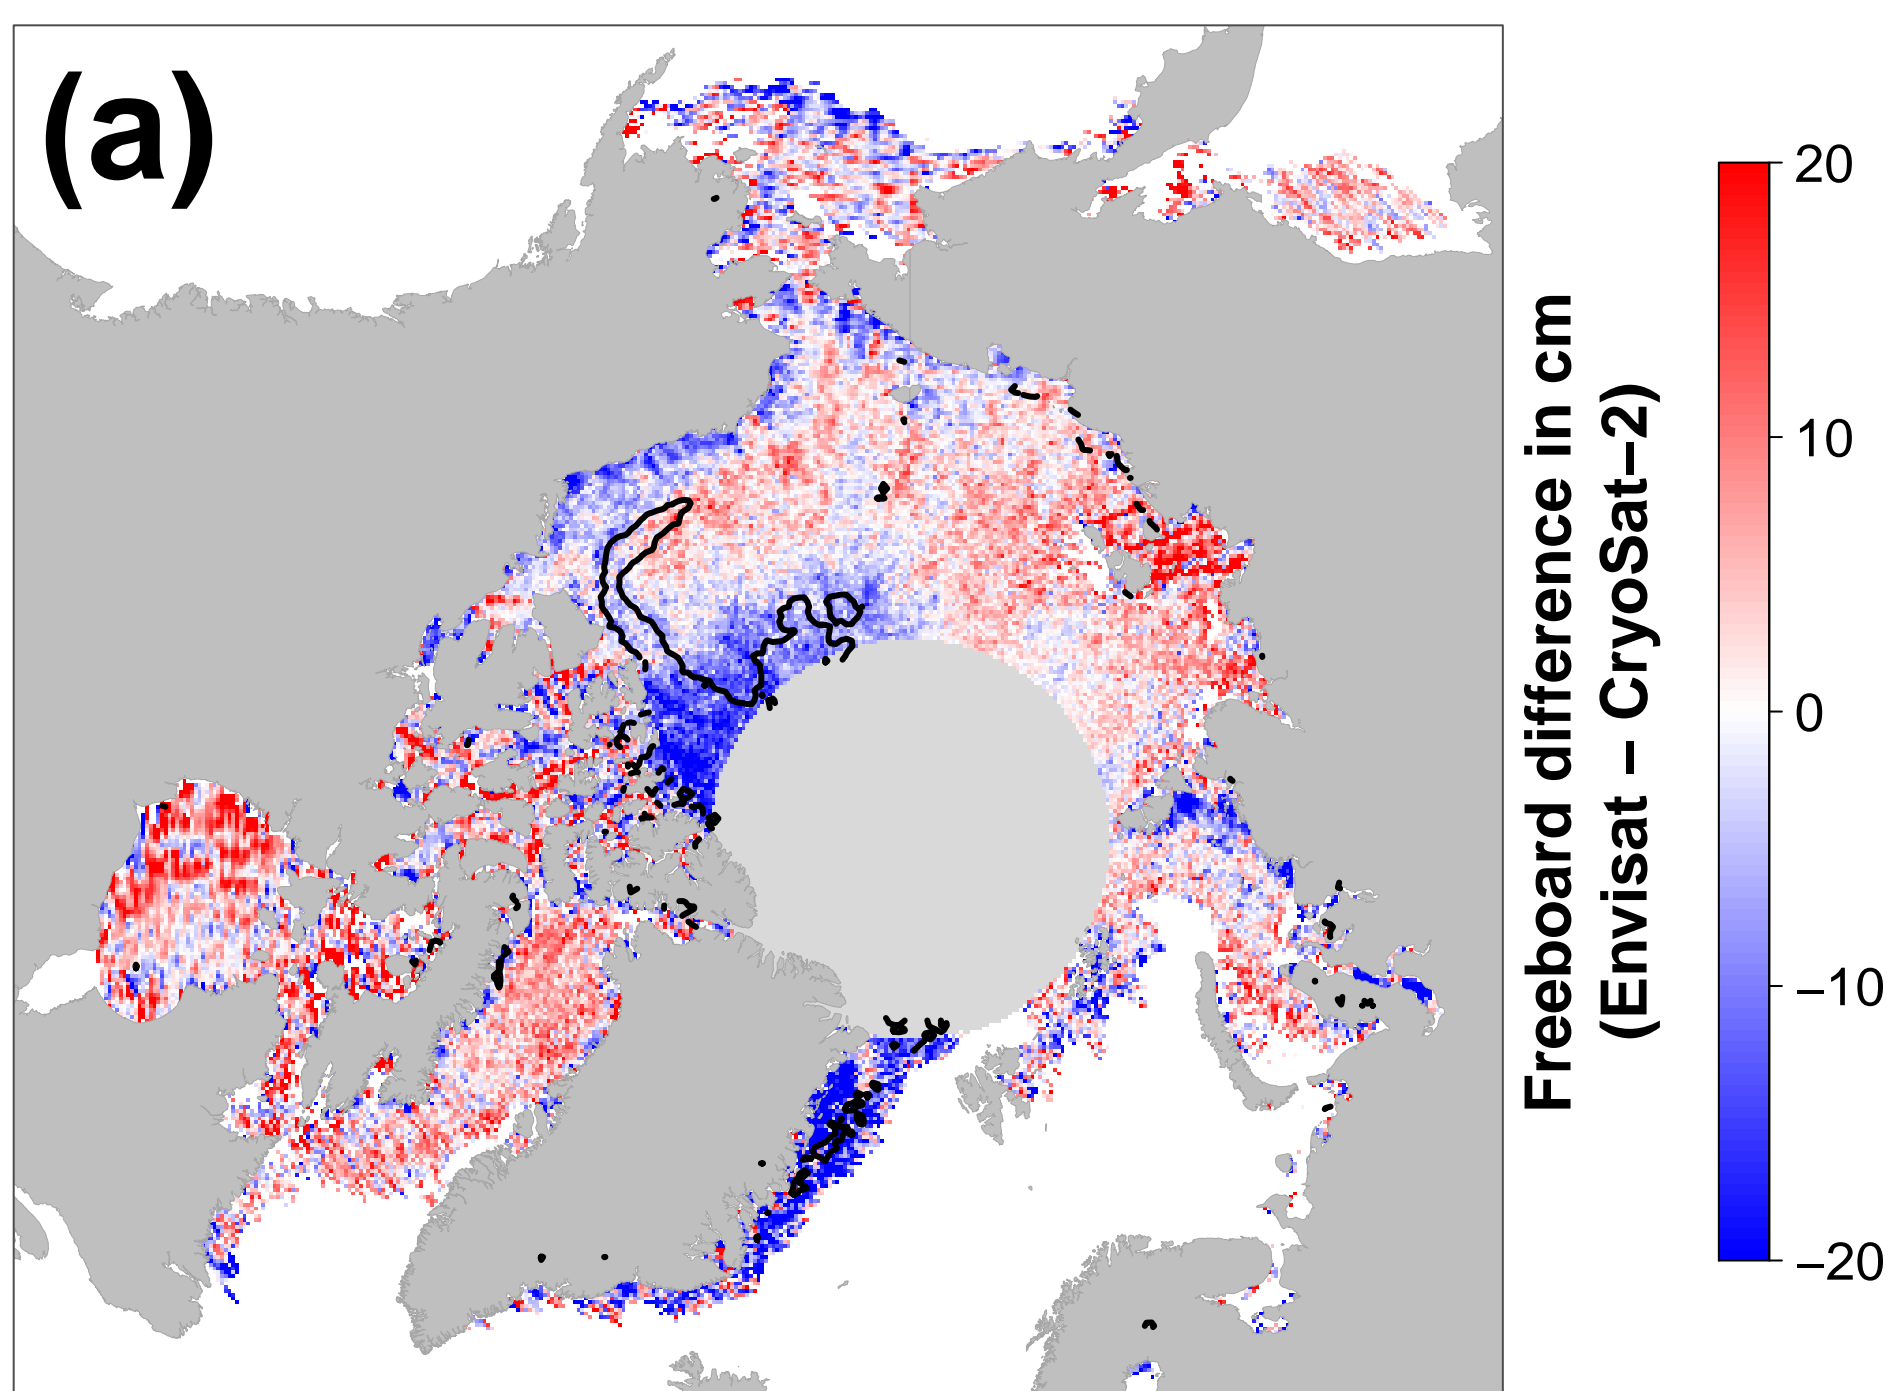 (a)
Freeboard difference in cm
(Envisat − CryoSat−2)
20
10
0
−10
−20